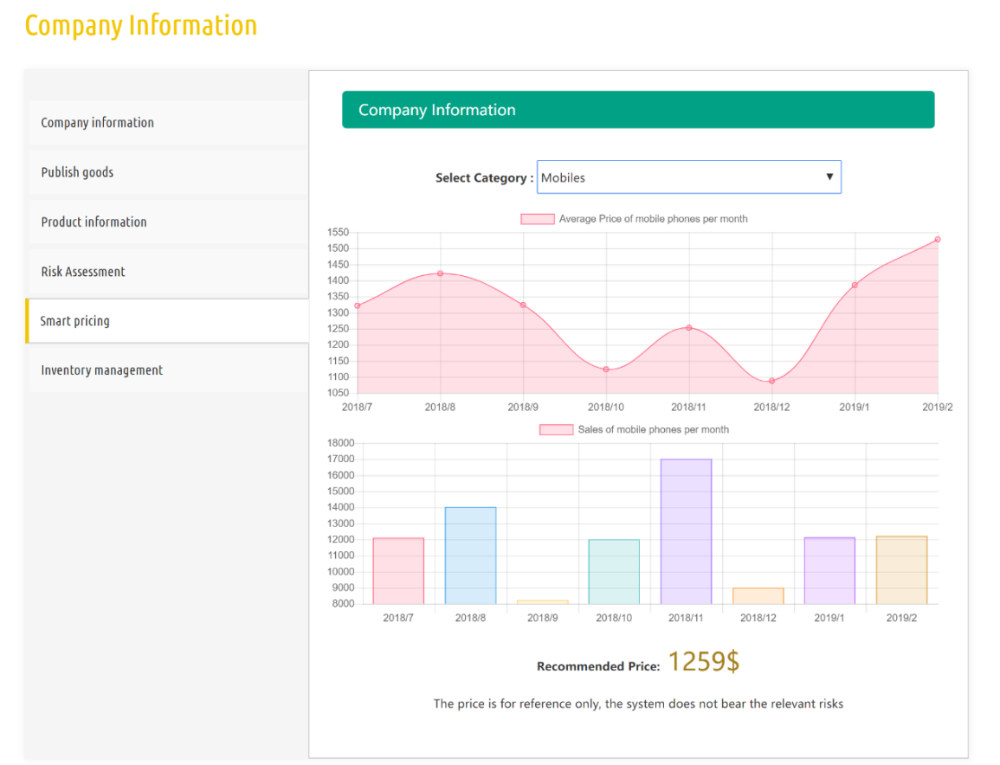 Company Information
Company information
Publish goods
Product information
Risk Assessment
Smart pricing
Inventory management
Company Information
Select Category : Mobiles ▼
Average Price of mobile phones per month
1550
1500
1450
1400
1350
1300
1250
1200
1150
1100
1050
2018/7 2018/8 2018/9 2018/10 2018/11 2018/12 2019/1 2019/2
Sales of mobile phones per month
18000
17000
16000
15000
14000
13000
12000
11000
10000
9000
8000
2018/7 2018/8 2018/9 2018/10 2018/11 2018/12 2019/1 2019/2
Recommended Price: 1259$
The price is for reference only, the system does not bear the relevant risks